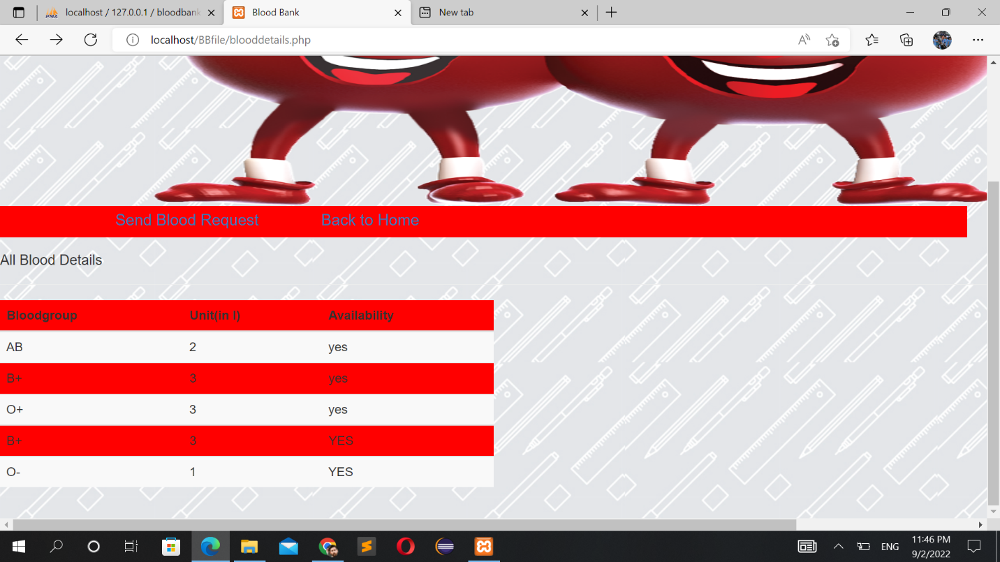 localhost / 127.0.0.1 / bloodbank
Blood Bank
New tab
localhost/BBfile/blooddetails.php
Send Blood Request Back to Home
All Blood Details
Bloodgroup Unit(in l) Availability
AB 2 yes
B+ 3 yes
O+ 3 yes
B+ 3 YES
O- 1 YES
ENG
11:46 PM
9/2/2022